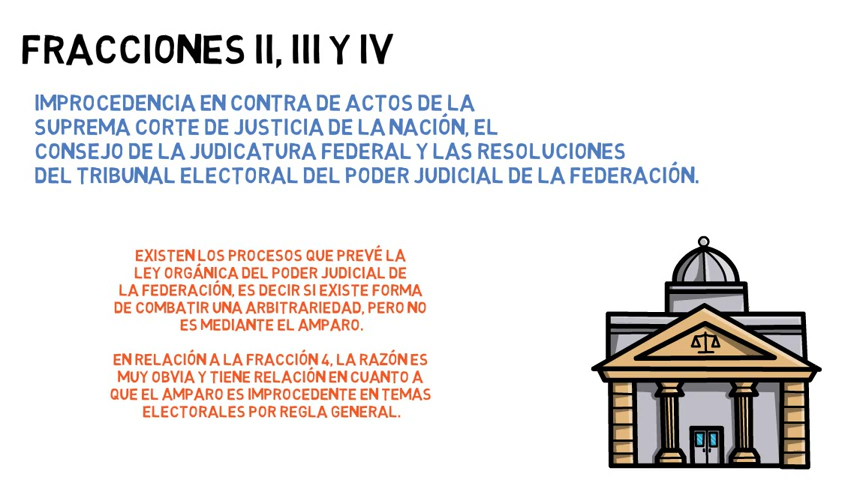 FRACCIONES II, III Y IV
IMPROCEDENCIA EN CONTRA DE ACTOS DE LA
SUPREMA CORTE DE JUSTICIA DE LA NACIÓN, EL
CONSEJO DE LA JUDICATURA FEDERAL Y LAS RESOLUCIONES
DEL TRIBUNAL ELECTORAL DEL PODER JUDICIAL DE LA FEDERACIÓN.
EXISTEN LOS PROCESOS QUE PREVÉ LA
LEY ORGÁNICA DEL PODER JUDICIAL DE
LA FEDERACIÓN, ES DECIR SI EXISTE FORMA
DE COMBATIR UNA ARBITRARIEDAD, PERO NO
ES MEDIANTE EL AMPARO.
EN RELACIÓN A LA FRACCIÓN 4, LA RAZÓN ES
MUY OBVIA Y TIENE RELACIÓN EN CUANTO A
QUE EL AMPARO ES IMPROCEDENTE EN TEMAS
ELECTORALES POR REGLA GENERAL.